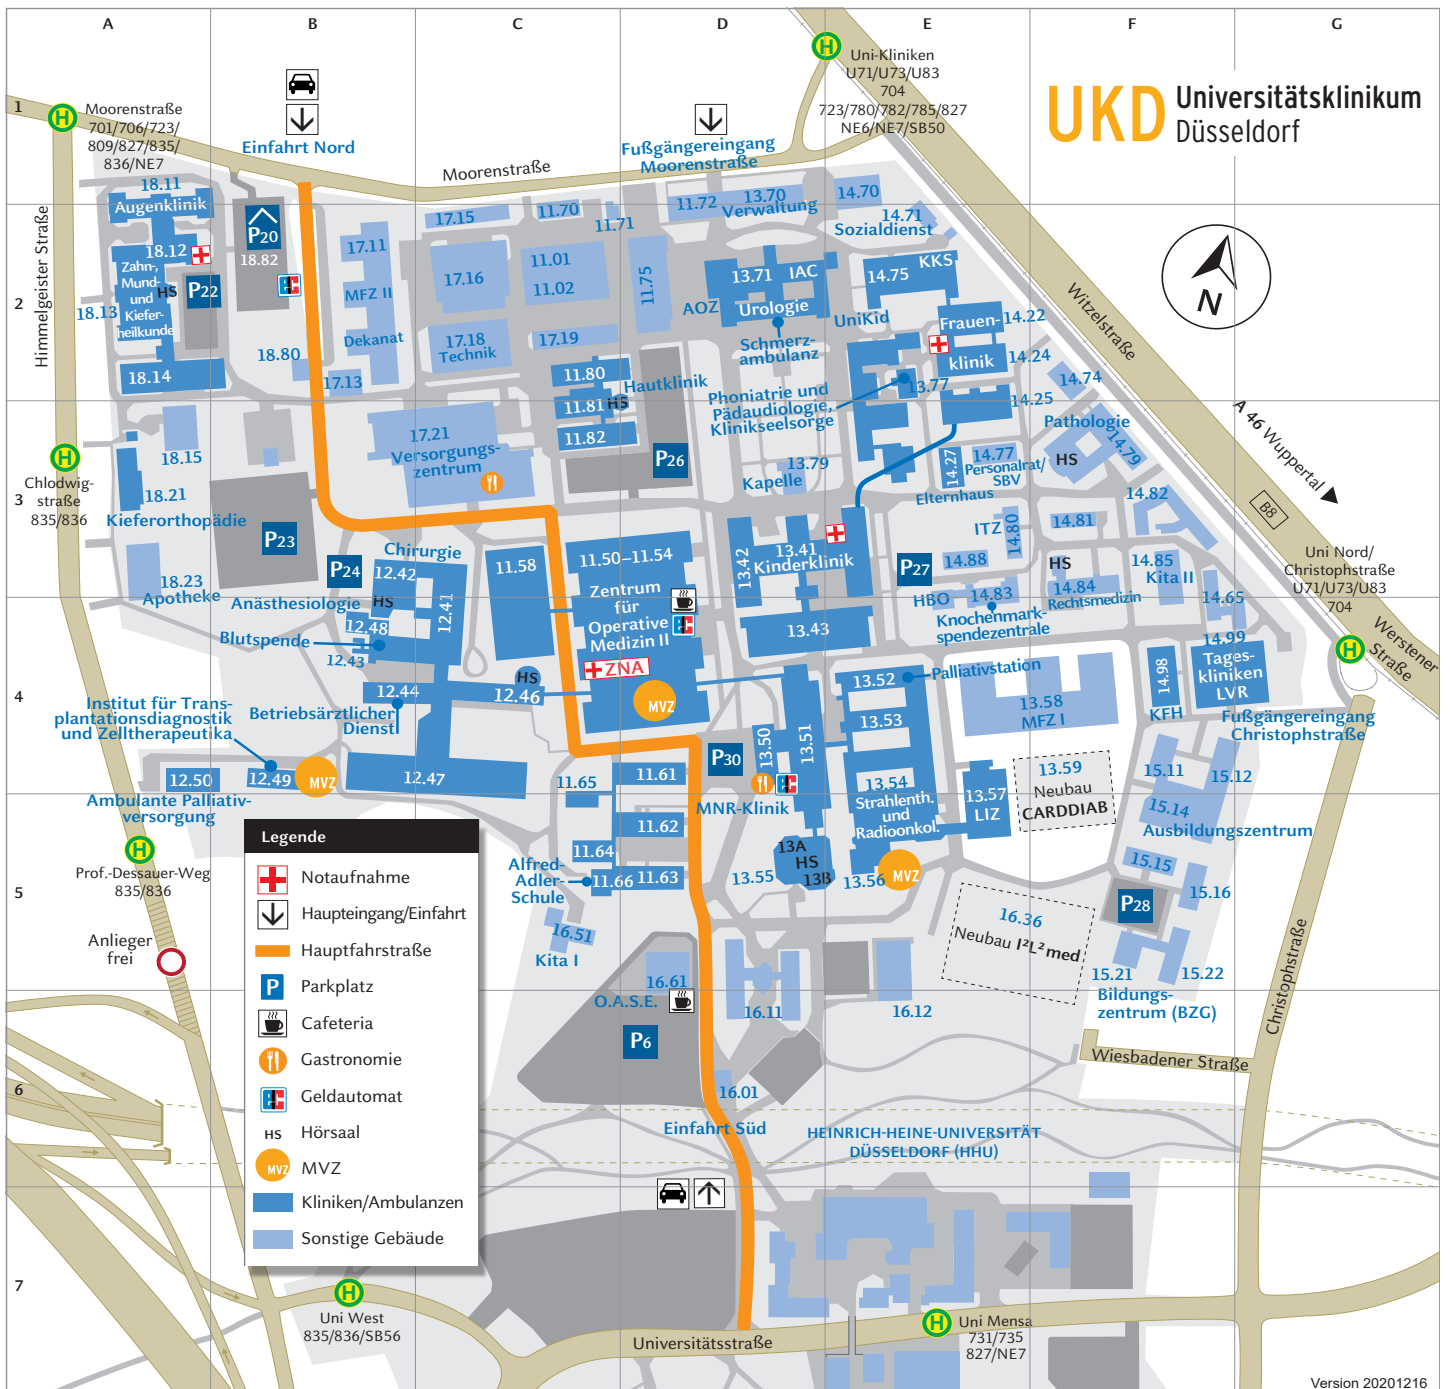 A
B
C
D
E
F
G
1
2
3
4
5
6
7
UKD Universitätsklinikum
Düsseldorf
H
Moorenstraße
701/706/723/
809/827/835/
836/NE7
Einfahrt Nord
Moorenstraße
Fußgängereingang
Moorenstraße
H
Uni-Kliniken
U71/U73/U83
704
723/780/782/785/827
NE6/NE7/SB50
Himmelgeister Straße
Witzelstraße
A 46 Wuppertal
B8
N
18.11
Augenklinik
18.12
Zahn-,
Mund-
und
Kiefer-
heilkunde
HS
18.13
18.14
P22
P20
18.82
18.80
17.11
MFZ II
Dekanat
17.13
17.15
17.16
17.18
Technik
17.19
11.70
11.71
11.01
11.02
11.72
13.70
Verwaltung
14.70
14.71
Sozialdienst
11.75
AOZ
13.71
IAC
Urologie
Schmerz-
ambulanz
14.75
KKS
UniKid
Frauen-
klinik
14.22
14.24
14.25
14.74
13.77
Phoniatrie und
Pädaudiologie,
Klinikseelsorge
11.80
11.81
HS
11.82
Hautklinik
P26
17.21
Versorgungs-
zentrum
13.79
Kapelle
14.27
14.77
Personalrat/
SBV
Elternhaus
Pathologie
HS
14.79
14.82
14.81
ITZ
14.80
14.88
HBO
14.83
Knochenmark-
spendezentrale
HS
14.84
Rechtsmedizin
14.85
Kita II
14.65
14.99
Tages-
kliniken
LVR
14.98
KFH
Fußgängereingang
Christophstraße
H
Uni Nord/
Christophstraße
U71/U73/U83
704
Werstener
Straße
H
Chlodwig-
straße
835/836
18.15
18.21
Kieferorthopädie
18.23
Apotheke
P23
P24
Chirurgie
12.42
HS
Anästhesiologie
12.41
12.48
Blutspende
12.43
12.44
Betriebsärztlicher
Dienst
HS
12.46
12.47
Institut für Trans-
plantationsdiagnostik
und Zelltherapeutika
12.50
12.49
MVZ
Ambulante Palliativ-
versorgung
11.58
11.50–11.54
Zentrum
für
Operative
Medizin II
ZNA
MVZ
13.42
13.41
Kinderklinik
13.43
P27
13.52
Palliativstation
13.53
13.51
13.50
13.54
Strahlenth.
und
Radioonkol.
13.57
LIZ
13.58
MFZ I
13.59
Neubau
CARDDIAB
P30
MNR-Klinik
11.61
11.65
11.62
11.64
11.66
11.63
Alfred-
Adler-
Schule
16.51
Kita I
13A
HS
13B
13.55
13.56
MVZ
15.11
15.12
15.14
Ausbildungszentrum
15.15
15.16
P28
15.21
15.22
Bildungs-
zentrum (BZG)
16.36
Neubau I²L²med
16.61
O.A.S.E.
P6
16.11
16.12
16.01
Einfahrt Süd
HEINRICH-HEINE-UNIVERSITÄT
DÜSSELDORF (HHU)
Wiesbadener Straße
Christophstraße
H
Prof.-Dessauer-Weg
835/836
Anlieger
frei
Legende
Notaufnahme
Haupteingang/Einfahrt
Hauptfahrstraße
P Parkplatz
Cafeteria
Gastronomie
Geldautomat
HS Hörsaal
MVZ MVZ
Kliniken/Ambulanzen
Sonstige Gebäude
H
Uni West
835/836/SB56
Universitätsstraße
H
Uni Mensa
731/735
827/NE7
Version 20201216